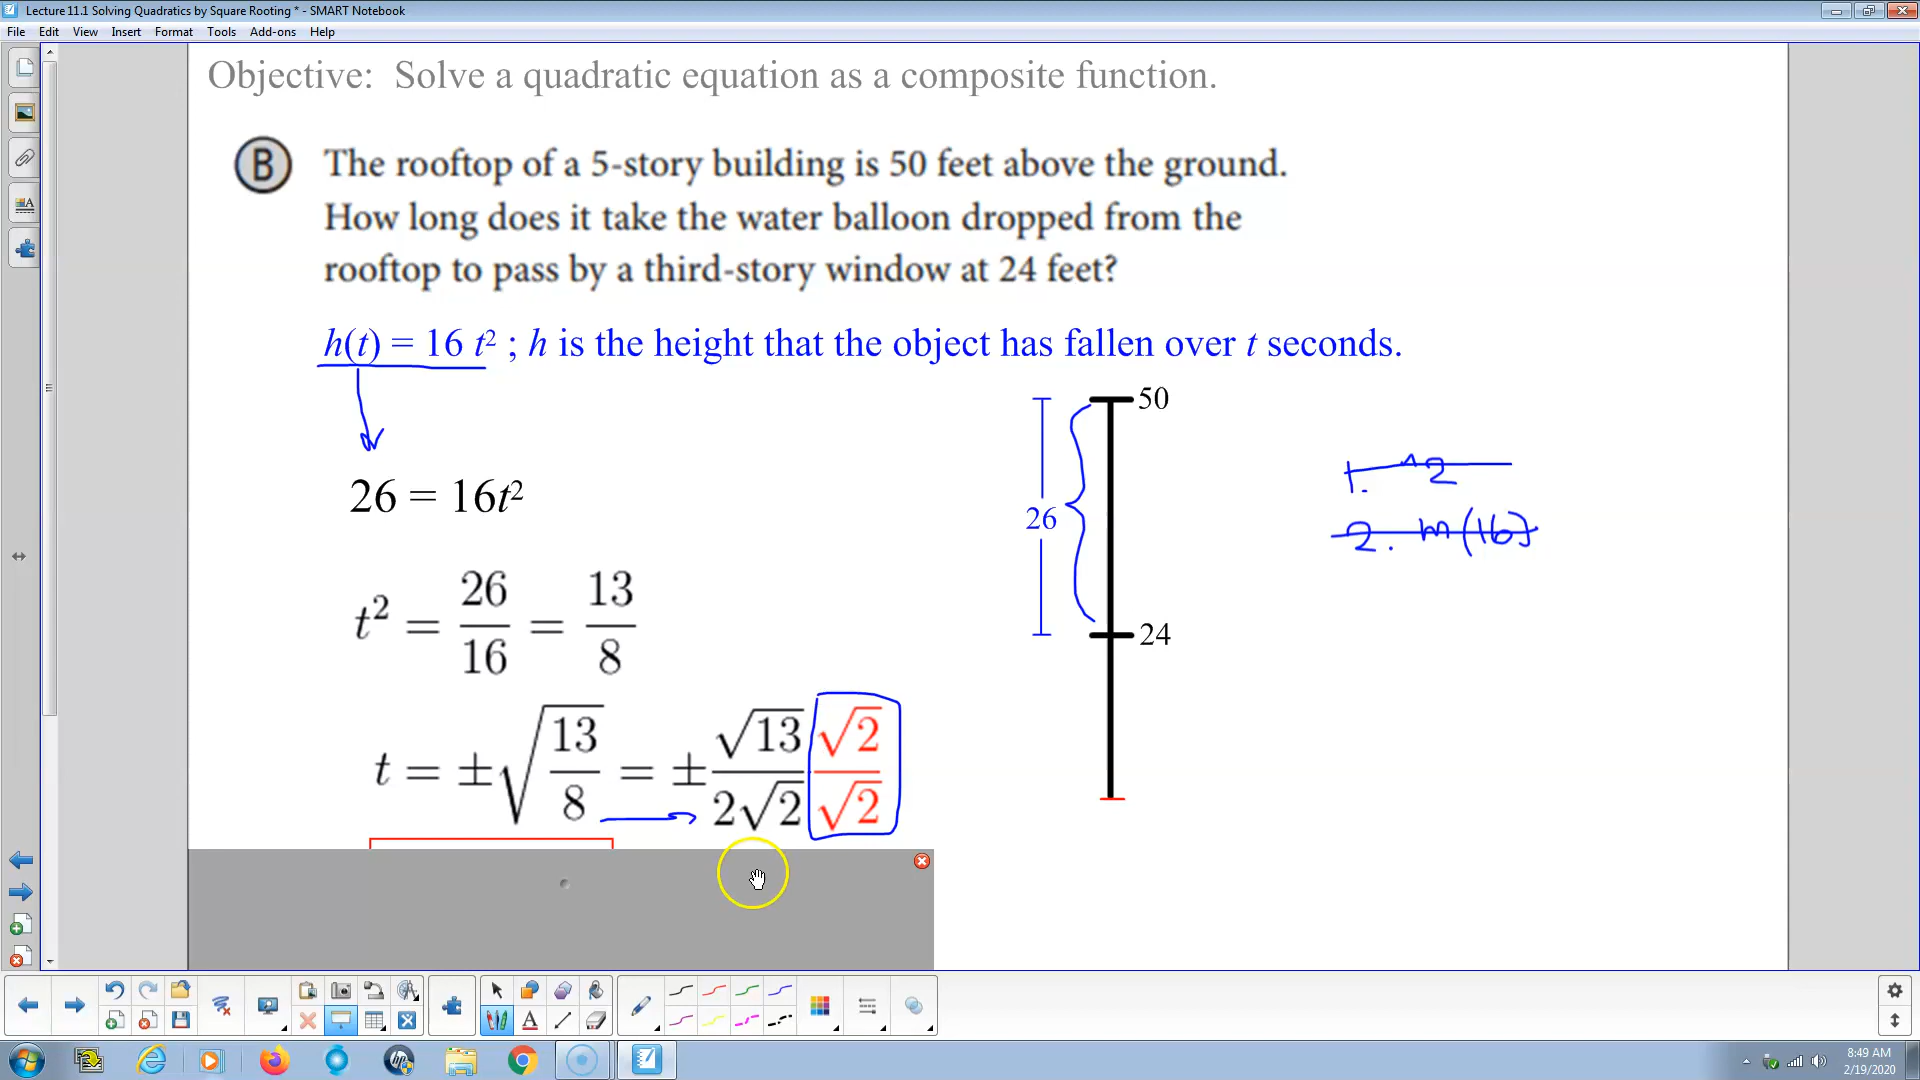 Lecture 11.1 Solving Quadratics by Square Rooting * - SMART Notebook
File Edit View Insert Format Tools Add-ons Help
Objective: Solve a quadratic equation as a composite function.
B The rooftop of a 5-story building is 50 feet above the ground.
How long does it take the water balloon dropped from the
rooftop to pass by a third-story window at 24 feet?
h(t) = 16 t² ; h is the height that the object has fallen over t seconds.
50
26
24
1. ^2
2. m(16)
26 = 16t²
t² = 26/16 = 13/8
t = ±√(13/8) = ± √13/(2√2) √2/√2
8:49 AM
2/19/2020